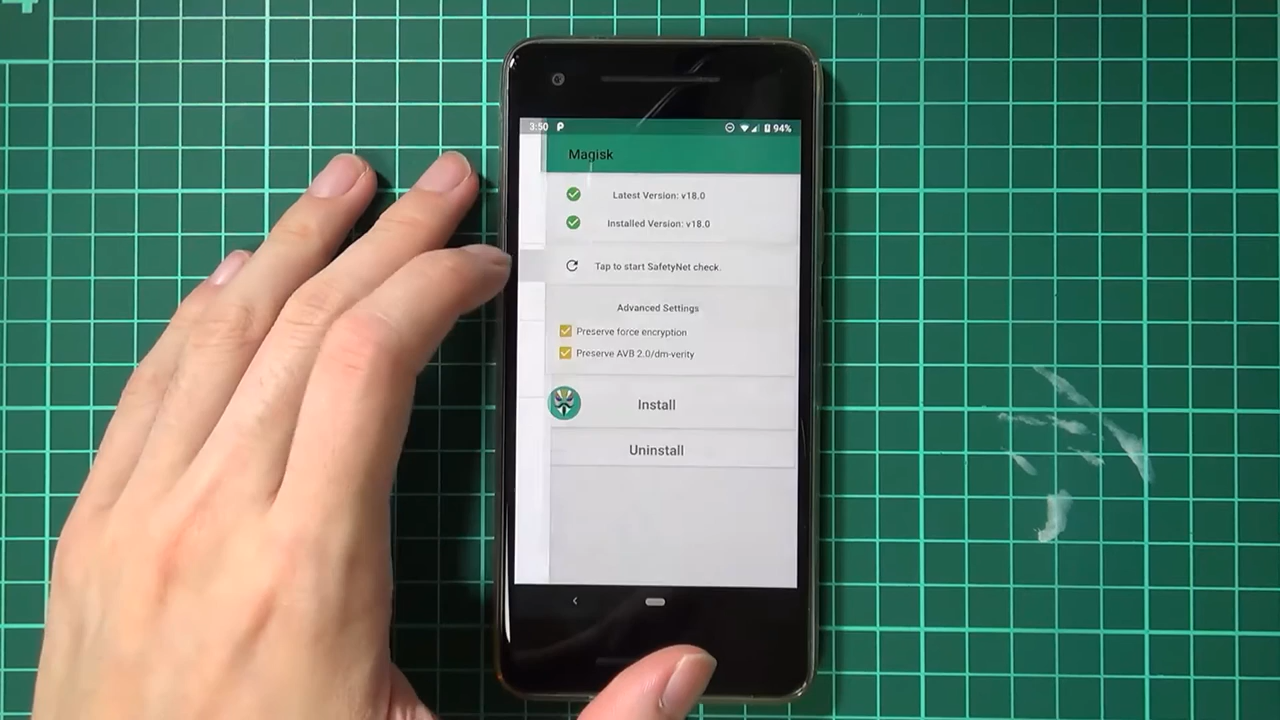 3:50
94%
Magisk
Latest Version: v18.0
Installed Version: v18.0
Tap to start SafetyNet check.
Advanced Settings
Preserve force encryption
Preserve AVB 2.0/dm-verity
Install
Uninstall